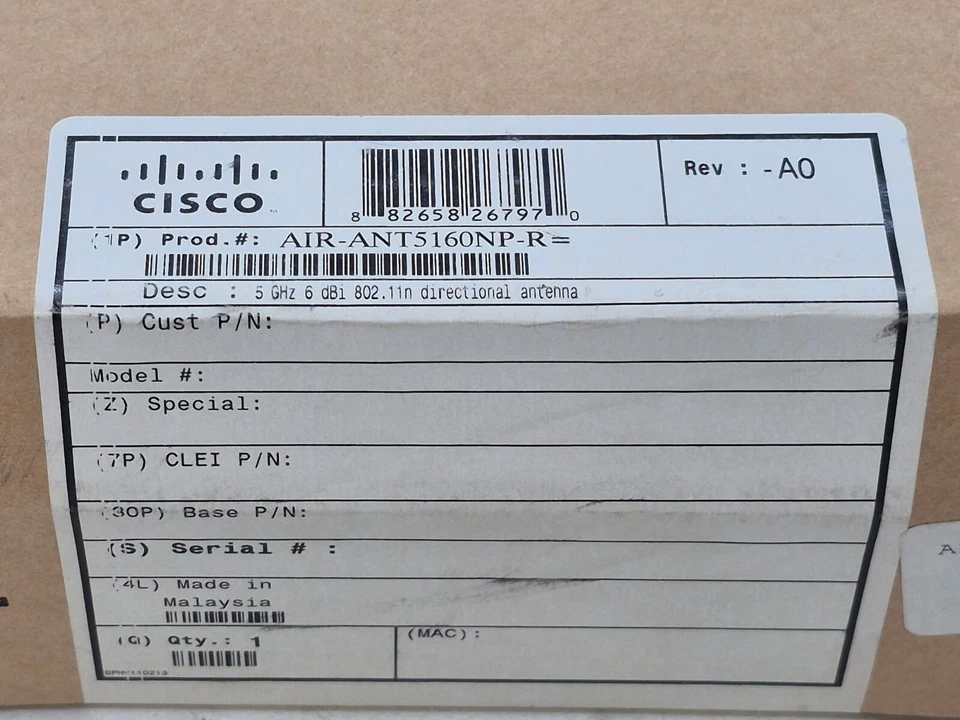 CISCO
8 82658 26797 0
Rev : -A0
(1P) Prod.#: AIR-ANT5160NP-R=
Desc : 5 GHz 6 dBi 802.11n directional antenna
(P) Cust P/N:
Model #:
(Z) Special:
(7P) CLEI P/N:
(30P) Base P/N:
(S) Serial # :
(4L) Made in
Malaysia
(Q) Qty.: 1
(MAC):